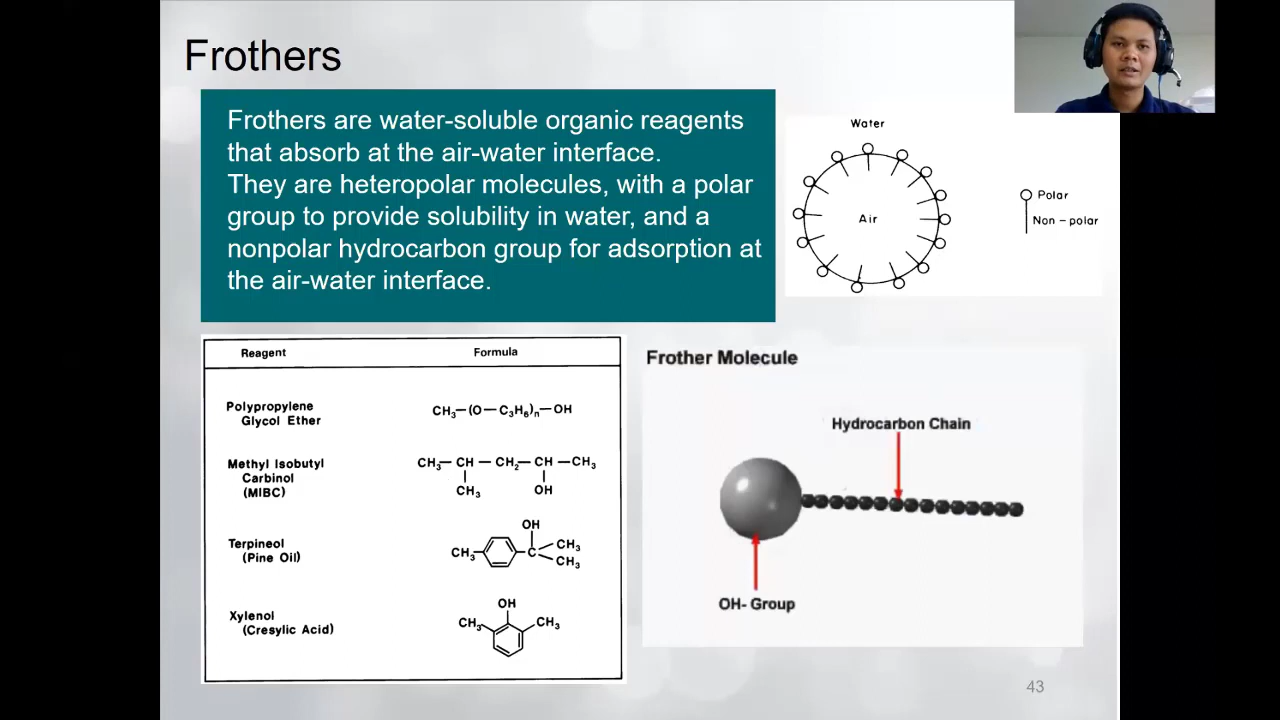 Frothers
Frothers are water-soluble organic reagents
that absorb at the air-water interface.
They are heteropolar molecules, with a polar
group to provide solubility in water, and a
nonpolar hydrocarbon group for adsorption at
the air-water interface.
Water
Air
Polar
Non - polar
Reagent Formula
Polypropylene
Glycol Ether
CH₃—(O—C₃H₆)ₙ—OH
Methyl Isobutyl
Carbinol
(MIBC)
CH₃— CH — CH₂— CH —CH₃
CH₃ OH
Terpineol
(Pine Oil)
OH
CH₃ C CH₃
CH₃
Xylenol
(Cresylic Acid)
OH
CH₃ CH₃
Frother Molecule
Hydrocarbon Chain
OH- Group
43